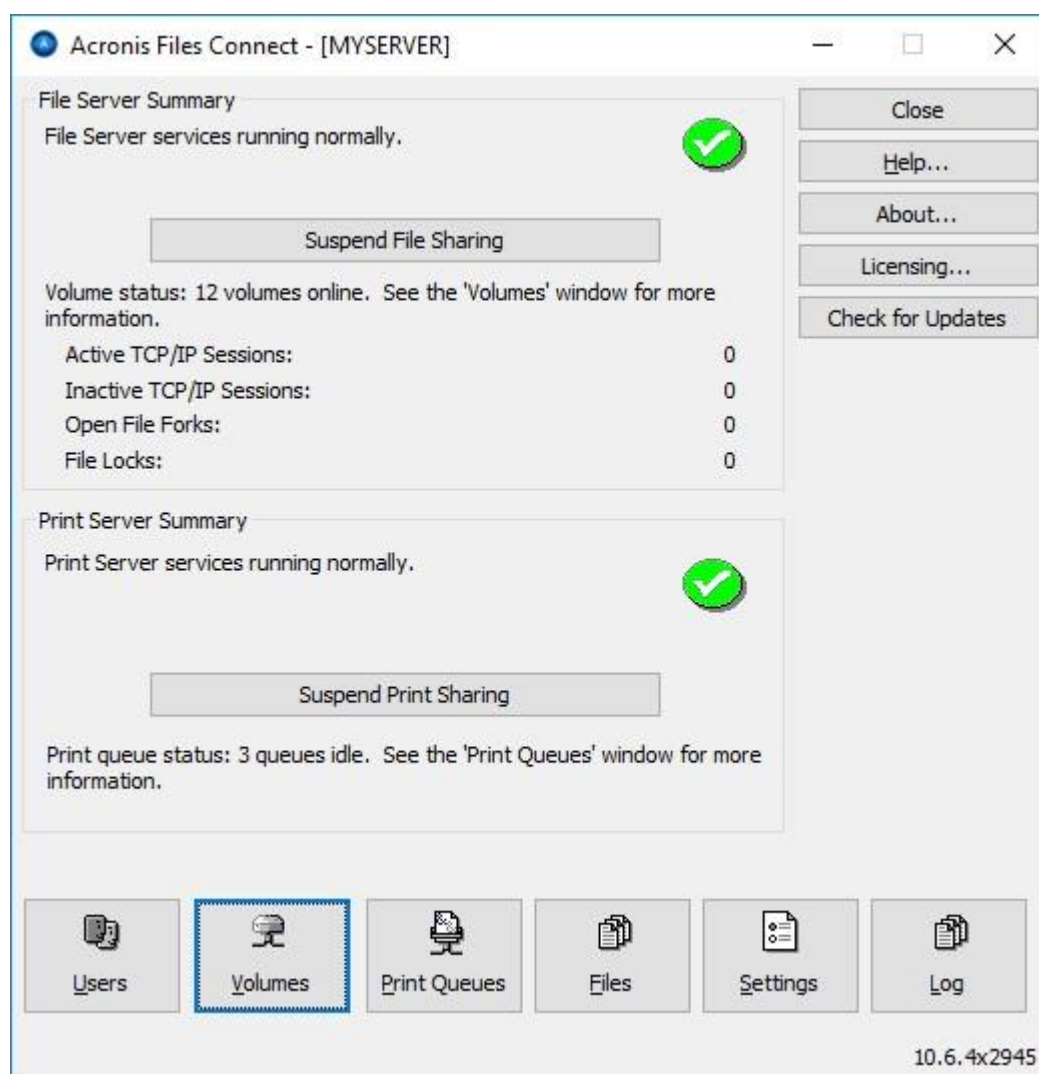 Acronis Files Connect - [MYSERVER]
File Server Summary
File Server services running normally.
Suspend File Sharing
Volume status: 12 volumes online. See the 'Volumes' window for more
information.
Active TCP/IP Sessions: 0
Inactive TCP/IP Sessions: 0
Open File Forks: 0
File Locks: 0
Close
Help...
About...
Licensing...
Check for Updates
Print Server Summary
Print Server services running normally.
Suspend Print Sharing
Print queue status: 3 queues idle. See the 'Print Queues' window for more
information.
Users
Volumes
Print Queues
Files
Settings
Log
10.6.4x2945